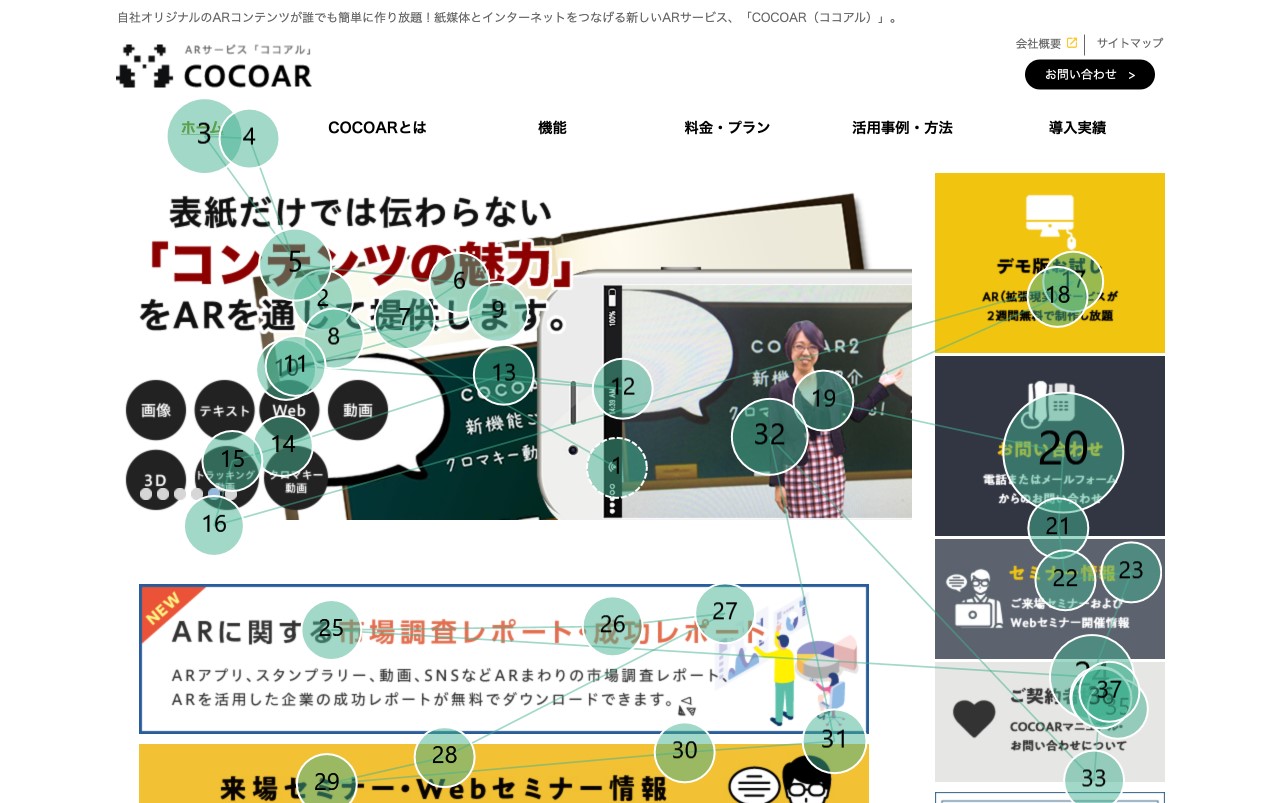 自社オリジナルのARコンテンツが誰でも簡単に作り放題！紙媒体とインターネットをつなげる新しいARサービス、「COCOAR（ココアル）」。
会社概要 サイトマップ
ARサービス「ココアル」
COCOAR
お問い合わせ >
ホーム COCOARとは 機能 料金・プラン 活用事例・方法 導入実績
3 4
表紙だけでは伝わらない
「コンテンツの魅力」
をARを通じて提供します。
5 6 2 7 9 8 10 11 13 12 14 15 16 1 19 32
画像 テキスト Web 動画
3D トラッキング クロマキー動画
COCOA
新機能ご
クロマキー動
100%
COCOAR2
新機
デモ版お試し
AR（拡張現実）サービスが
2週間無料で制作し放題
17 18
お問い合わせ
電話またはメールフォーム
からのお問い合わせ
20 21
セミナー情報
ご来場セミナーおよび
Webセミナー開催情報
22 23
ご契約者
COCOARマニュアル・
お問い合わせについて
37 35 33
NEW
ARに関する市場調査レポート・成功レポート
ARアプリ、スタンプラリー、動画、SNSなどARまわりの市場調査レポート、
ARを活用した企業の成功レポートが無料でダウンロードできます。
25 26 27
来場セミナー・Webセミナー情報
28 29 30 31